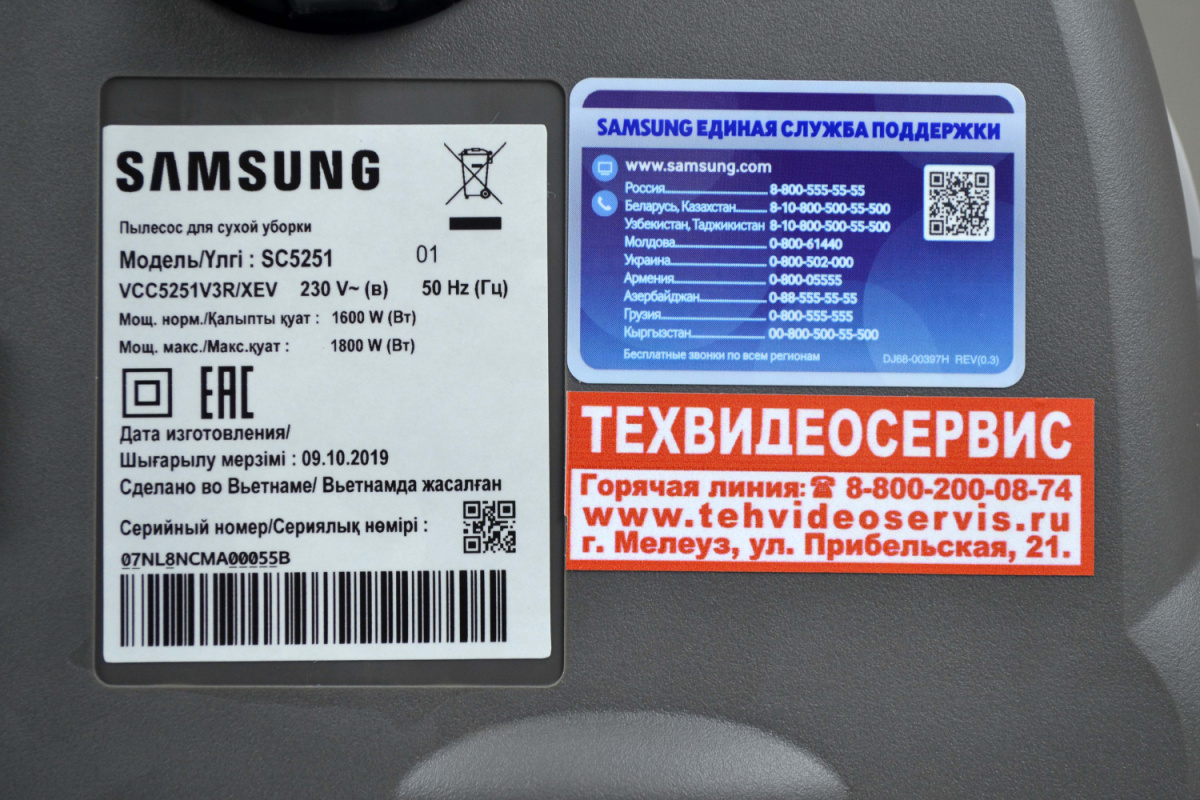 SAMSUNG
Пылесос для сухой уборки
Модель/Үлгі : SC5251 01
VCC5251V3R/XEV 230 V~ (в) 50 Hz (Гц)
Мощ. норм./Қалыпты қуат : 1600 W (Вт)
Мощ. макс./Макс.қуат : 1800 W (Вт)
EAC
Дата изготовления/
Шығарылу мерзімі : 09.10.2019
Сделано во Вьетнаме/ Вьетнамда жасалған
Серийный номер/Сериялық нөмірі :
07NL8NCMA00055B
SAMSUNG ЕДИНАЯ СЛУЖБА ПОДДЕРЖКИ
www.samsung.com
Россия 8-800-555-55-55
Беларусь, Казахстан 8-10-800-500-55-500
Узбекистан, Таджикистан 8-10-800-500-55-500
Молдова 0-800-61440
Украина 0-800-502-000
Армения 0-800-05555
Азербайджан 0-88-555-55-55
Грузия 0-800-555-555
Кыргызстан 00-800-500-55-500
Бесплатные звонки по всем регионам DJ68-00397H REV(0.3)
ТЕХВИДЕОСЕРВИС
Горячая линия:☎ 8-800-200-08-74
www.tehvideoservis.ru
г. Мелеуз, ул. Прибельская, 21.